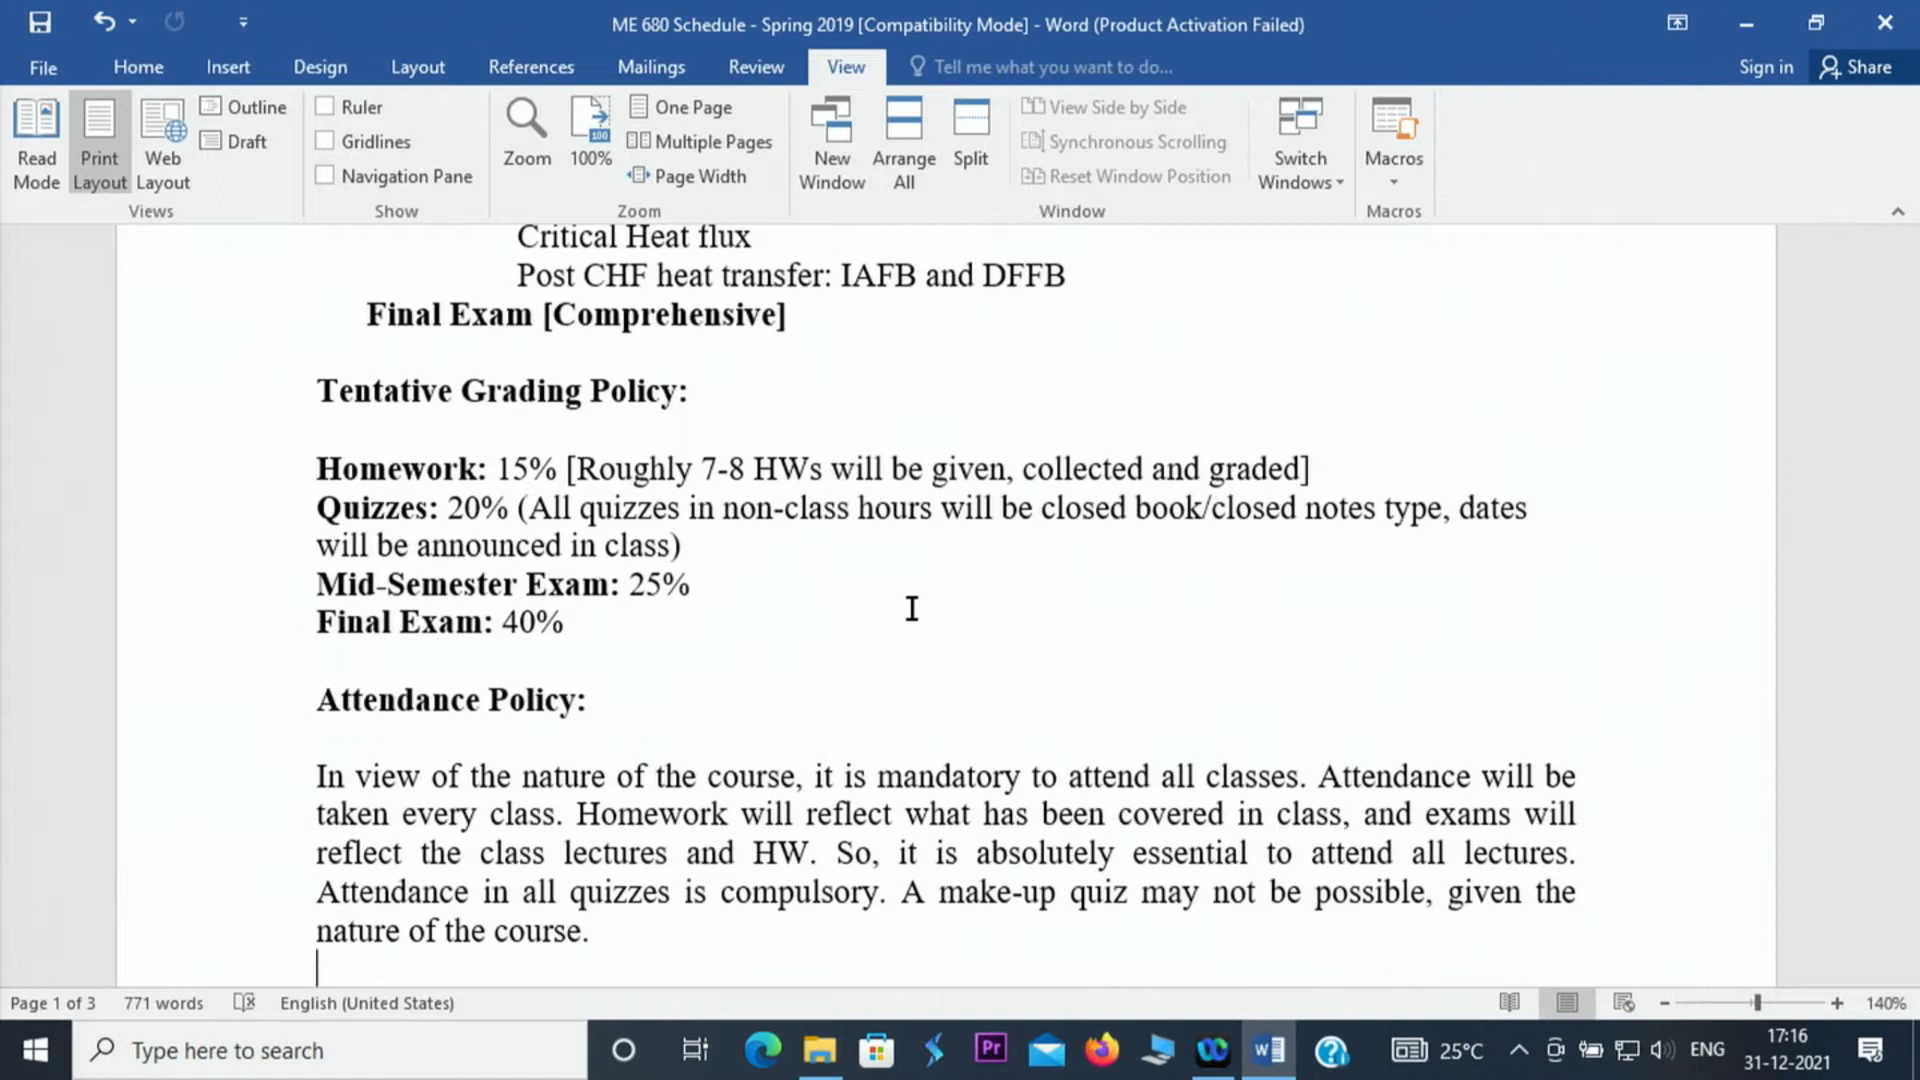 ME 680 Schedule - Spring 2019 [Compatibility Mode] - Word (Product Activation Failed)
File Home Insert Design Layout References Mailings Review View Tell me what you want to do... Sign in Share
Read Mode
Print Layout
Web Layout
Outline
Draft
Views
Ruler
Gridlines
Navigation Pane
Show
Zoom
100
100%
One Page
Multiple Pages
Page Width
Zoom
New Window
Arrange All
Split
View Side by Side
Synchronous Scrolling
Reset Window Position
Window
Switch Windows
Macros
Macros
Critical Heat flux
Post CHF heat transfer: IAFB and DFFB
Final Exam [Comprehensive]
Tentative Grading Policy:
Homework: 15% [Roughly 7-8 HWs will be given, collected and graded]
Quizzes: 20% (All quizzes in non-class hours will be closed book/closed notes type, dates
will be announced in class)
Mid-Semester Exam: 25%
Final Exam: 40%
Attendance Policy:
In view of the nature of the course, it is mandatory to attend all classes. Attendance will be
taken every class. Homework will reflect what has been covered in class, and exams will
reflect the class lectures and HW. So, it is absolutely essential to attend all lectures.
Attendance in all quizzes is compulsory. A make-up quiz may not be possible, given the
nature of the course.
Page 1 of 3 771 words English (United States) 140%
Type here to search Pr W 25°C ENG 17:16
31-12-2021